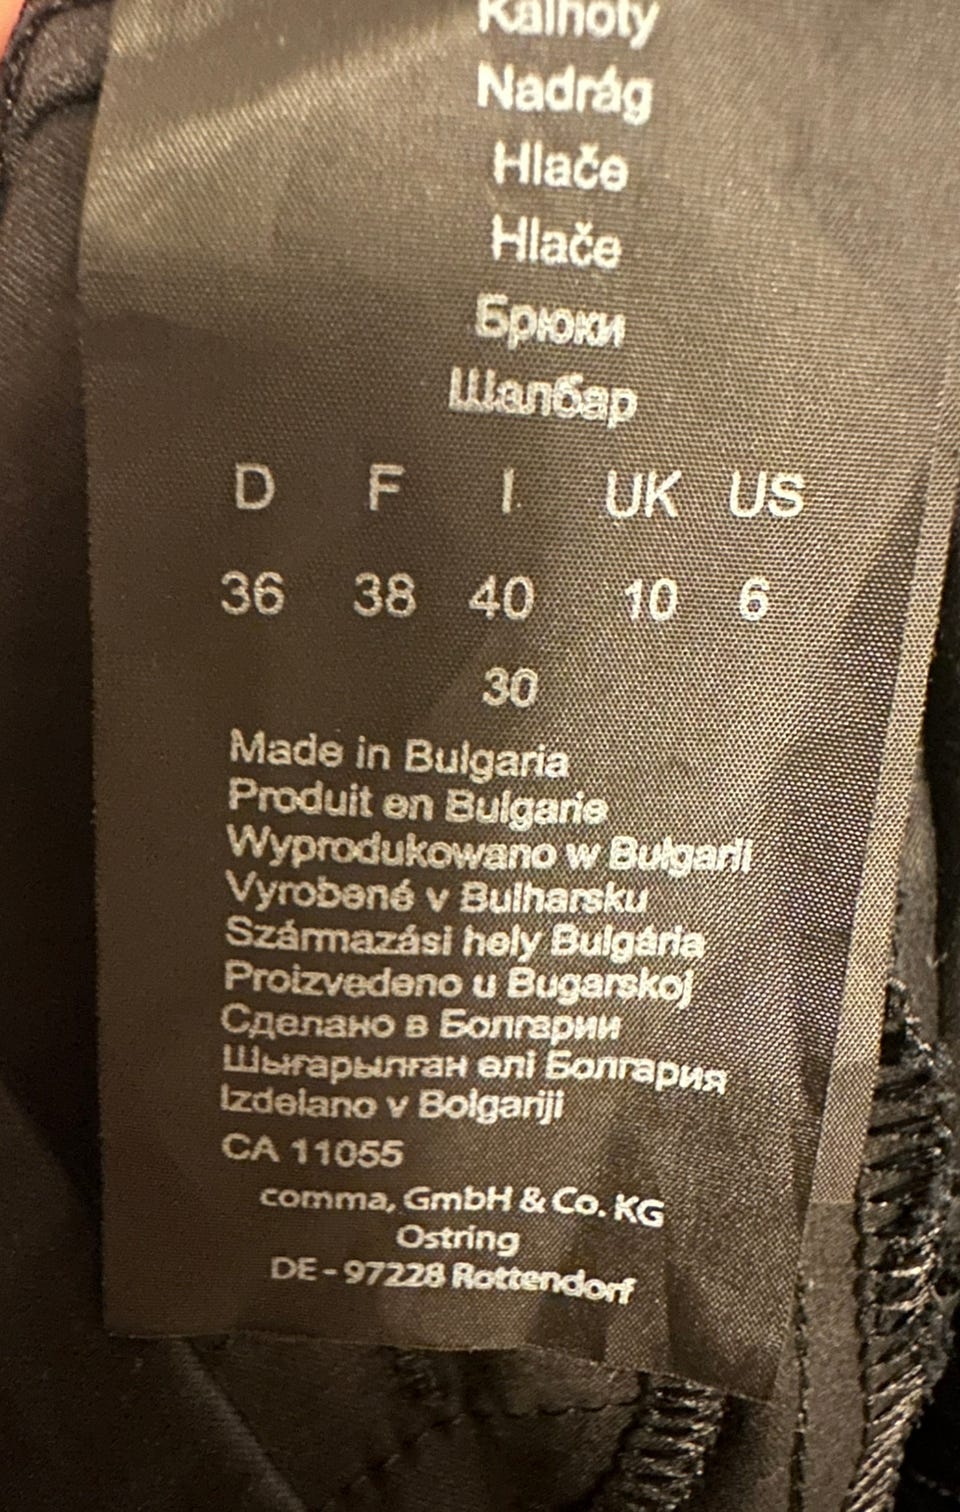 Kalhoty
Nadrág
Hlače
Hlače
Брюки
Шалбар
D F I UK US
36 38 40 10 6
30
Made in Bulgaria
Produit en Bulgarie
Wyprodukowano w Bułgarii
Vyrobené v Bulharsku
Származási hely Bulgária
Proizvedeno u Bugarskoj
Сделано в Болгарии
Шығарылған елі Болгария
Izdelano v Bolgariji
CA 11055
comma, GmbH & Co. KG
Ostring
DE - 97228 Rottendorf